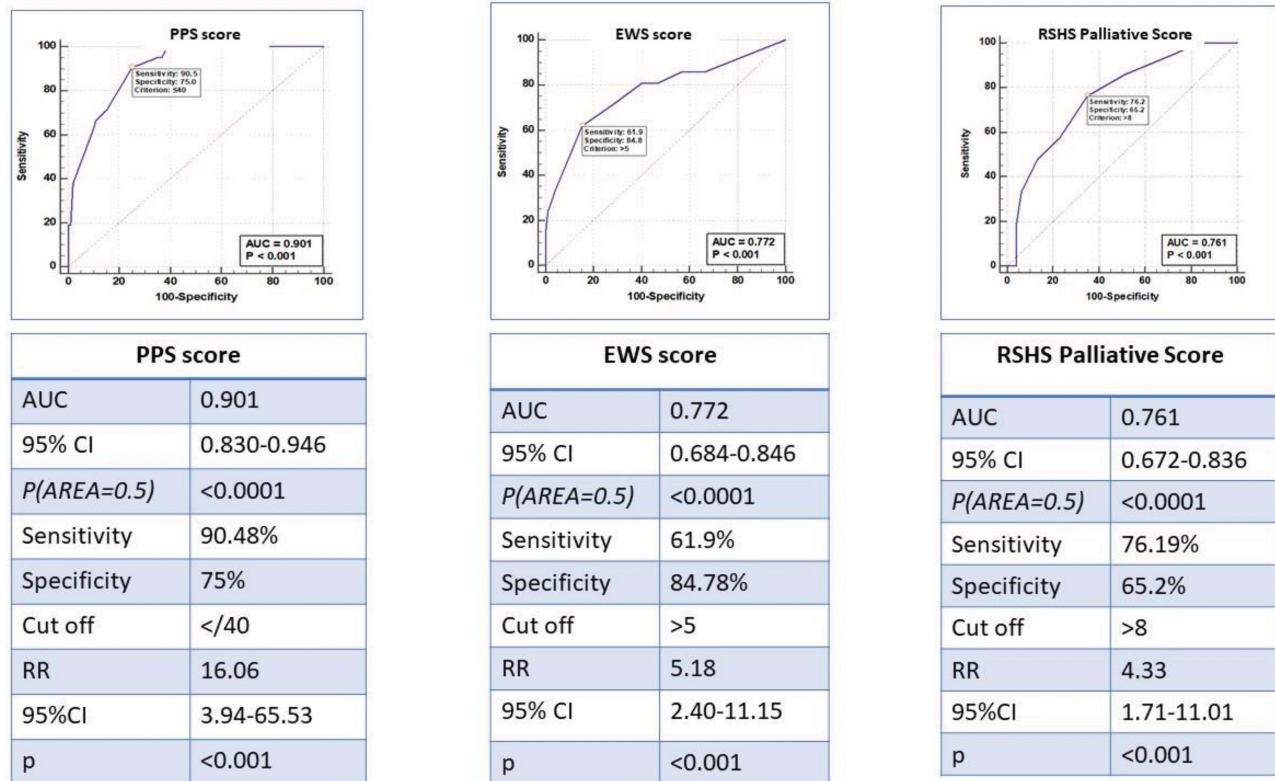 PPS score
100
80
60
40
20
0
Sensitivity
Sensitivity: 90.5
Specificity: 75.0
Criterion: ≤40
AUC = 0.901
P < 0.001
0 20 40 60 80 100
100-Specificity
EWS score
100
80
60
40
20
0
Sensitivity
Sensitivity: 61.9
Specificity: 84.8
Criterion: >5
AUC = 0.772
P < 0.001
0 20 40 60 80 100
100-Specificity
RSHS Palliative Score
100
80
60
40
20
0
Sensitivity
Sensitivity: 76.2
Specificity: 65.2
Criterion: >8
AUC = 0.761
P < 0.001
0 20 40 60 80 100
100-Specificity
PPS score
AUC 0.901
95% CI 0.830-0.946
P(AREA=0.5) <0.0001
Sensitivity 90.48%
Specificity 75%
Cut off </40
RR 16.06
95%CI 3.94-65.53
p <0.001
EWS score
AUC 0.772
95% CI 0.684-0.846
P(AREA=0.5) <0.0001
Sensitivity 61.9%
Specificity 84.78%
Cut off >5
RR 5.18
95% CI 2.40-11.15
p <0.001
RSHS Palliative Score
AUC 0.761
95% CI 0.672-0.836
P(AREA=0.5) <0.0001
Sensitivity 76.19%
Specificity 65.2%
Cut off >8
RR 4.33
95%CI 1.71-11.01
p <0.001